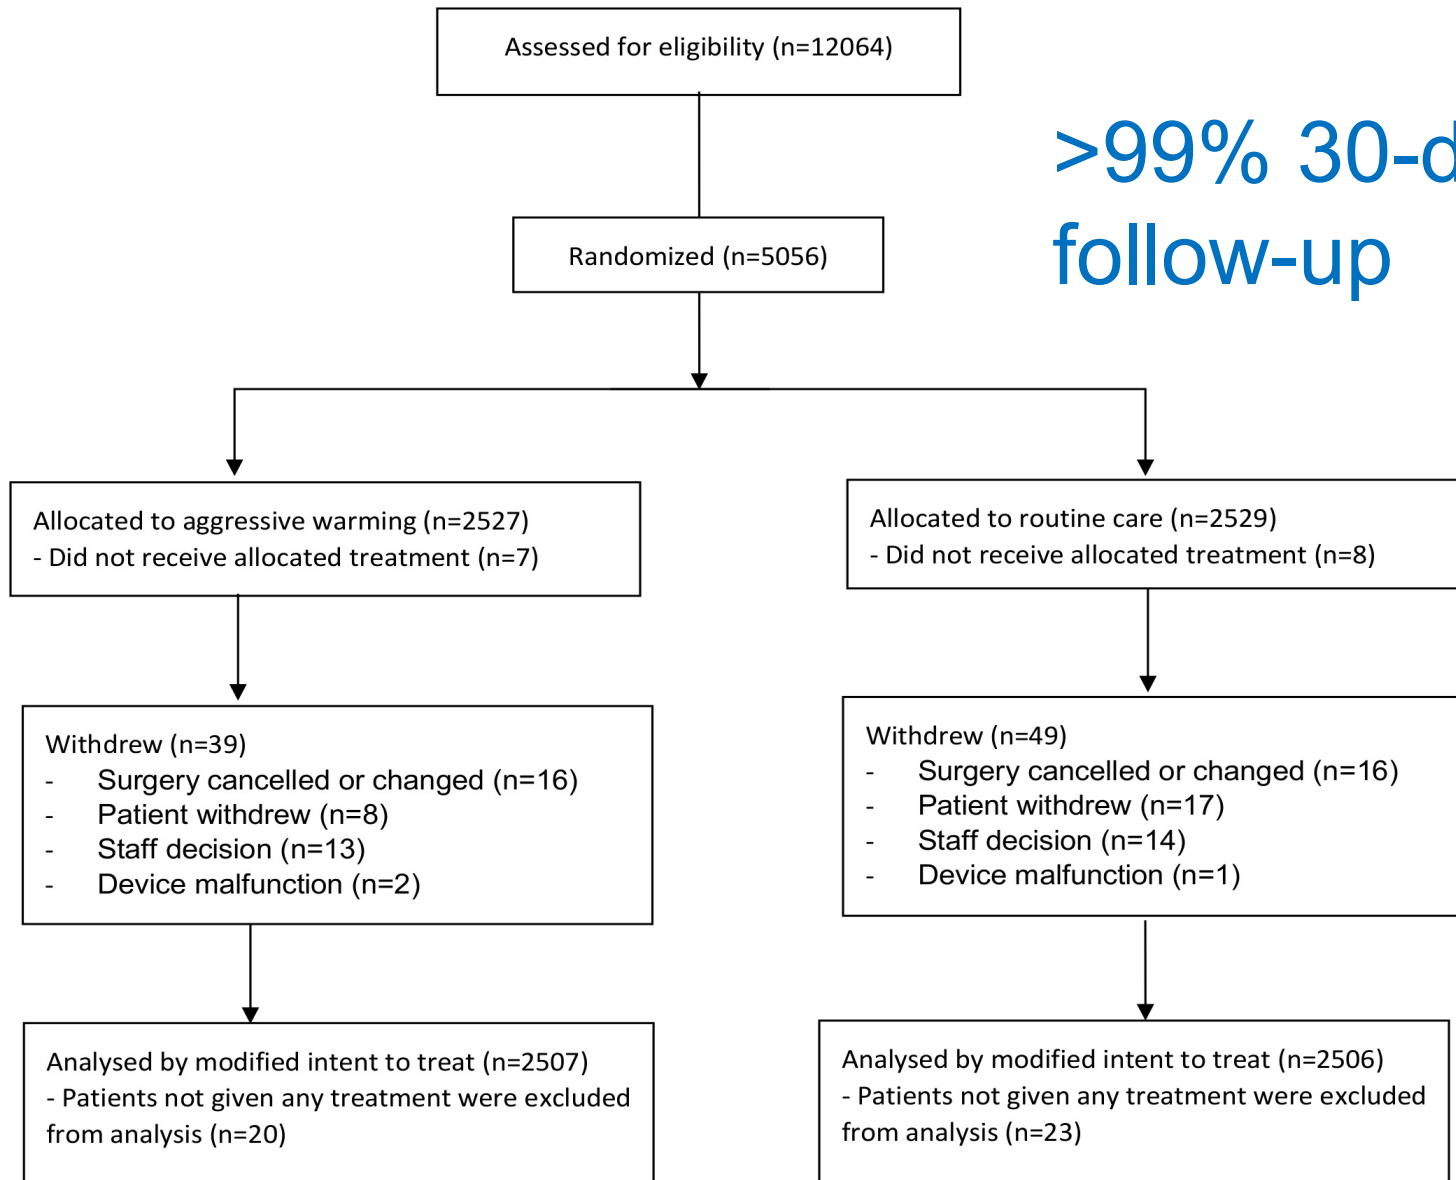 Assessed for eligibility (n=12064)
>99% 30-d
follow-up
Randomized (n=5056)
Allocated to aggressive warming (n=2527)
- Did not receive allocated treatment (n=7)
Allocated to routine care (n=2529)
- Did not receive allocated treatment (n=8)
Withdrew (n=39)
- Surgery cancelled or changed (n=16)
- Patient withdrew (n=8)
- Staff decision (n=13)
- Device malfunction (n=2)
Withdrew (n=49)
- Surgery cancelled or changed (n=16)
- Patient withdrew (n=17)
- Staff decision (n=14)
- Device malfunction (n=1)
Analysed by modified intent to treat (n=2507)
- Patients not given any treatment were excluded
from analysis (n=20)
Analysed by modified intent to treat (n=2506)
- Patients not given any treatment were excluded
from analysis (n=23)